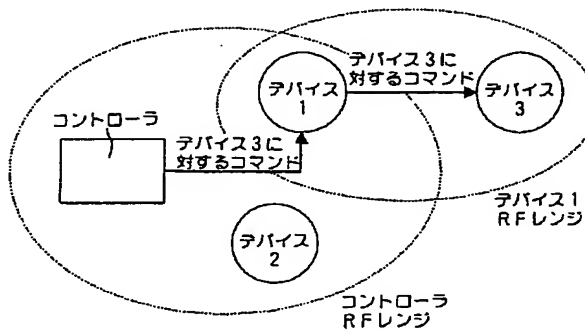 デバイス3に
対するコマンド
デバイス
1
デバイス
3
コントローラ
デバイス3に
対するコマンド
デバイス1
RFレンジ
デバイス
2
コントローラ
RFレンジ